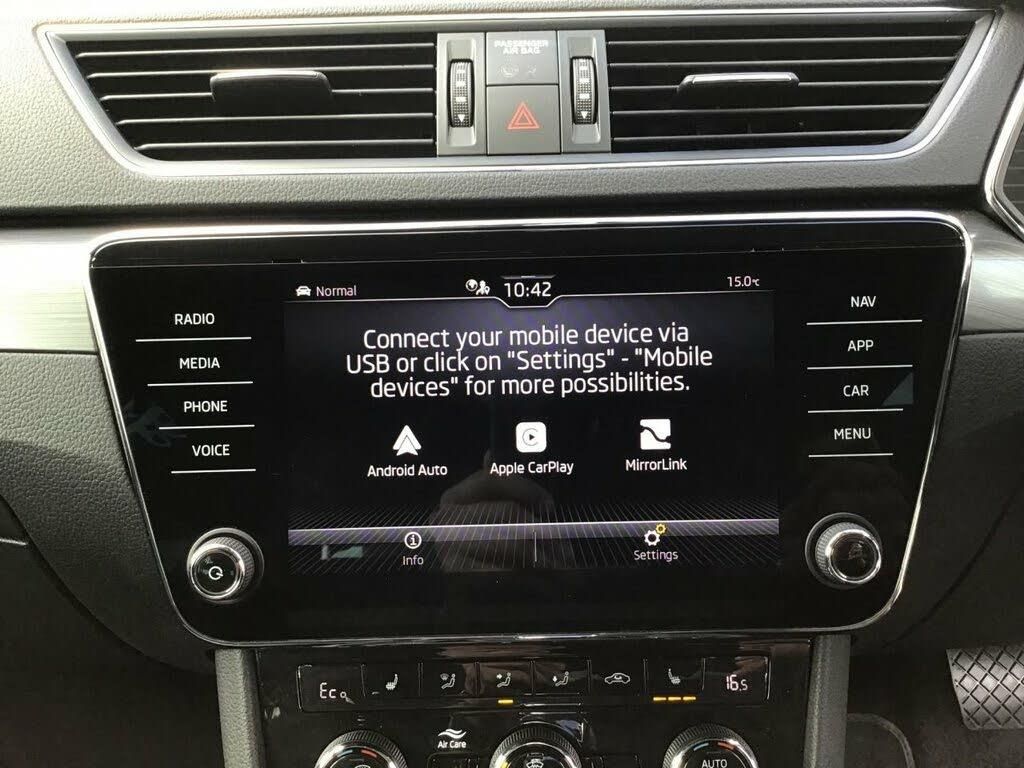 PASSENGER
AIR BAG
Normal
10:42
15.0°C
RADIO
MEDIA
PHONE
VOICE
NAV
APP
CAR
MENU
Connect your mobile device via
USB or click on "Settings" - "Mobile
devices" for more possibilities.
Android Auto
Apple CarPlay
MirrorLink
Info
Settings
Eco
16.5
Air Care
AUTO